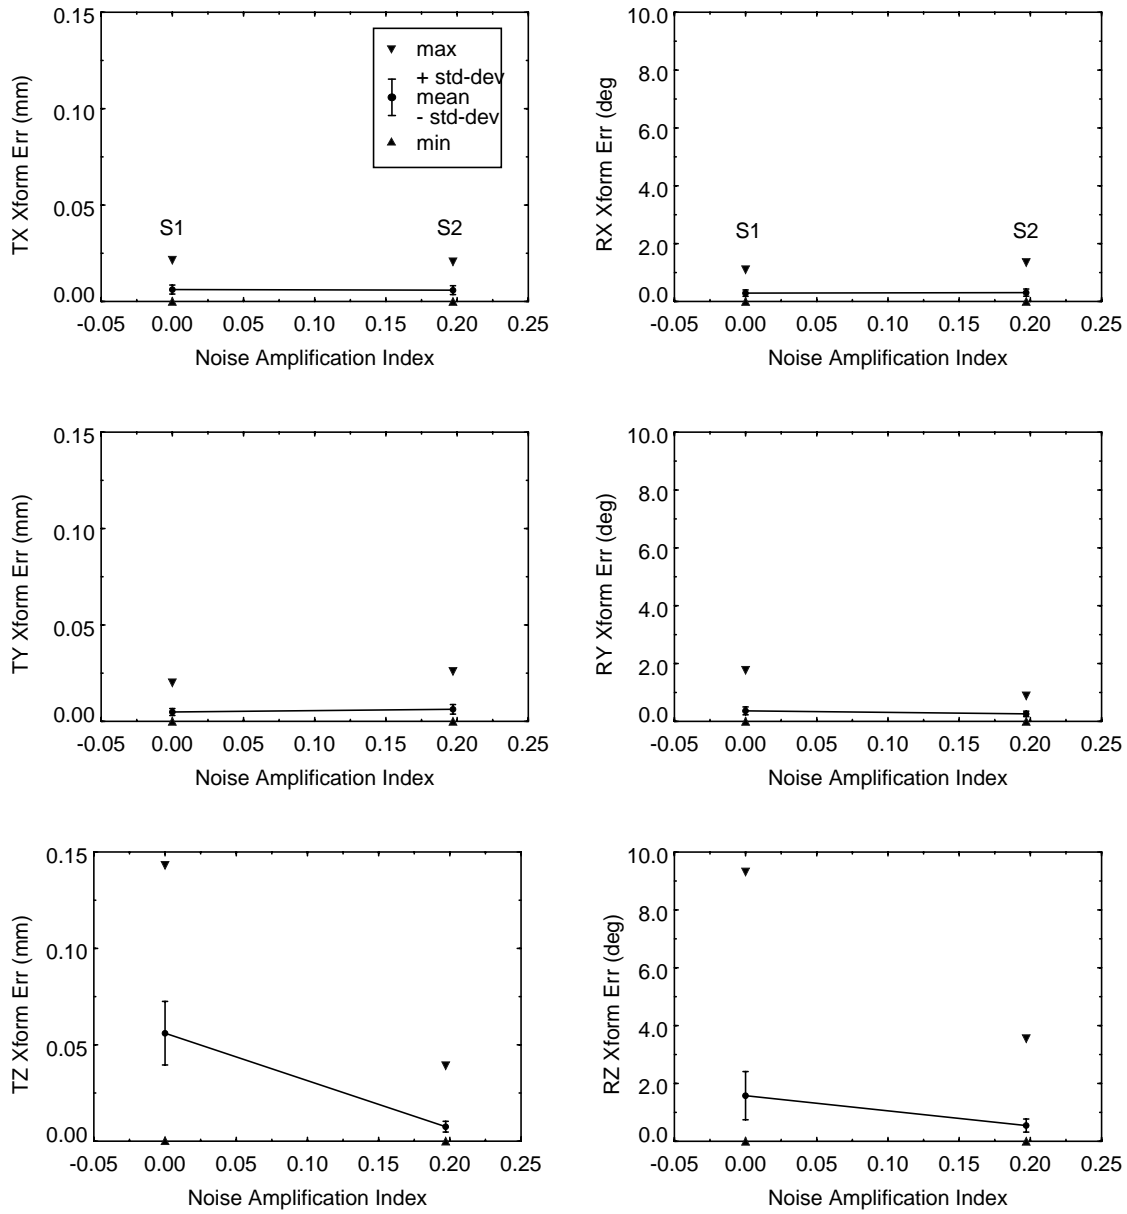 TX Xform Err (mm)
0.15
0.10
0.05
0.00
max
+ std-dev
mean
- std-dev
min
S1
S2
-0.05 0.00 0.05 0.10 0.15 0.20 0.25
Noise Amplification Index
RX Xform Err (deg
10.0
8.0
6.0
4.0
2.0
0.0
S1
S2
-0.05 0.00 0.05 0.10 0.15 0.20 0.25
Noise Amplification Index
TY Xform Err (mm)
0.15
0.10
0.05
0.00
-0.05 0.00 0.05 0.10 0.15 0.20 0.25
Noise Amplification Index
RY Xform Err (deg)
10.0
8.0
6.0
4.0
2.0
0.0
-0.05 0.00 0.05 0.10 0.15 0.20 0.25
Noise Amplification Index
TZ Xform Err (mm)
0.15
0.10
0.05
0.00
-0.05 0.00 0.05 0.10 0.15 0.20 0.25
Noise Amplification Index
RZ Xform Err (deg)
10.0
8.0
6.0
4.0
2.0
0.0
-0.05 0.00 0.05 0.10 0.15 0.20 0.25
Noise Amplification Index